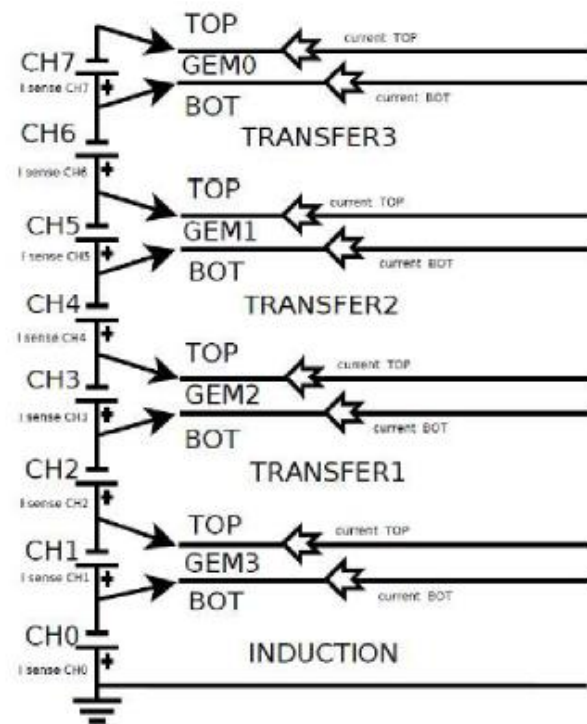 TOP
current TOP
CH7
GEM0
I sense CH7
current BOT
BOT
CH6
TRANSFER3
I sense CH6
TOP
current TOP
CH5
GEM1
I sense CH5
current BOT
BOT
CH4
TRANSFER2
I sense CH4
TOP
current TOP
CH3
GEM2
I sense CH3
current BOT
BOT
CH2
TRANSFER1
I sense CH2
TOP
current TOP
CH1
GEM3
I sense CH1
current BOT
BOT
CH0
INDUCTION
I sense CH0